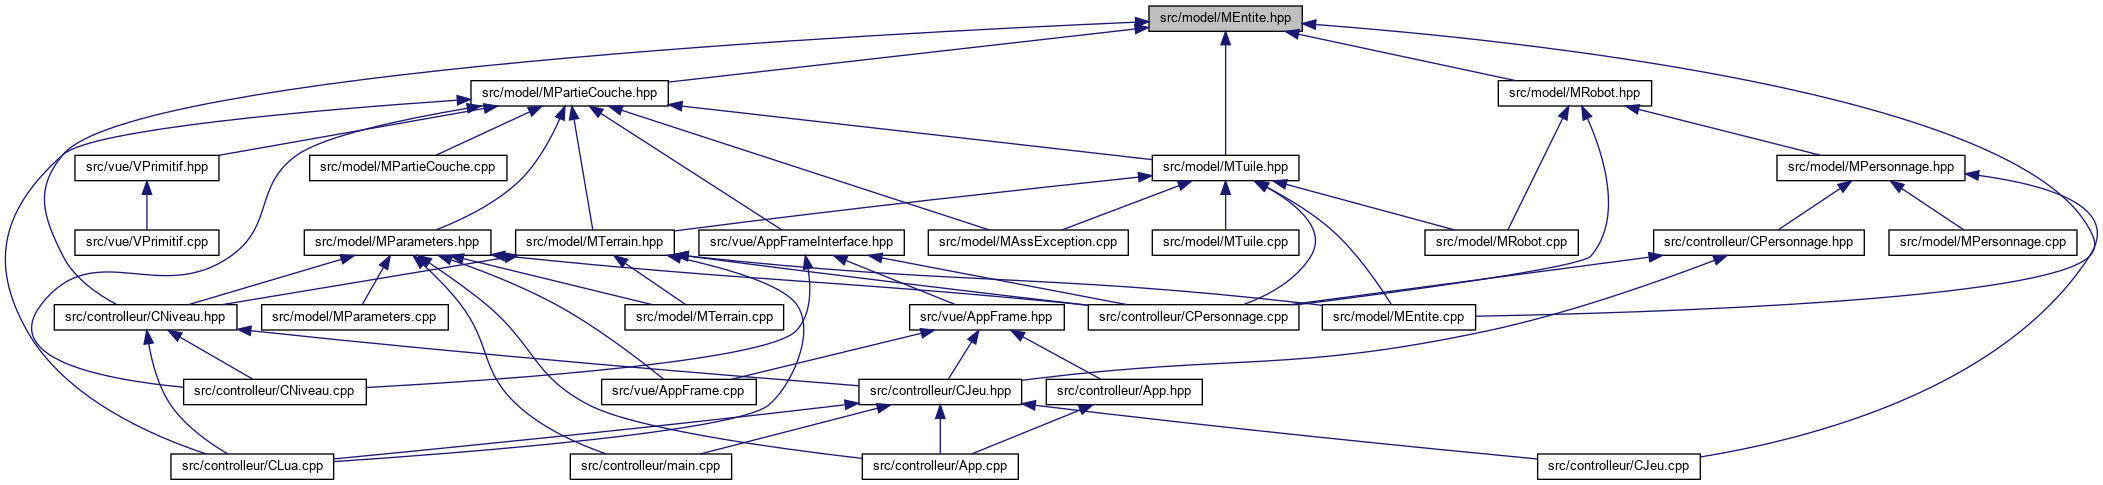 src/model/MEntite.hpp
src/model/MPartieCouche.hpp
src/model/MRobot.hpp
src/vue/VPrimitif.hpp
src/model/MPartieCouche.cpp
src/model/MTuile.hpp
src/model/MPersonnage.hpp
src/vue/VPrimitif.cpp
src/model/MParameters.hpp
src/model/MTerrain.hpp
src/vue/AppFrameInterface.hpp
src/model/MAssException.cpp
src/model/MTuile.cpp
src/model/MRobot.cpp
src/controlleur/CPersonnage.hpp
src/model/MPersonnage.cpp
src/controlleur/CNiveau.hpp
src/model/MParameters.cpp
src/model/MTerrain.cpp
src/vue/AppFrame.hpp
src/controlleur/CPersonnage.cpp
src/model/MEntite.cpp
src/controlleur/CNiveau.cpp
src/vue/AppFrame.cpp
src/controlleur/CJeu.hpp
src/controlleur/App.hpp
src/controlleur/CLua.cpp
src/controlleur/main.cpp
src/controlleur/App.cpp
src/controlleur/CJeu.cpp